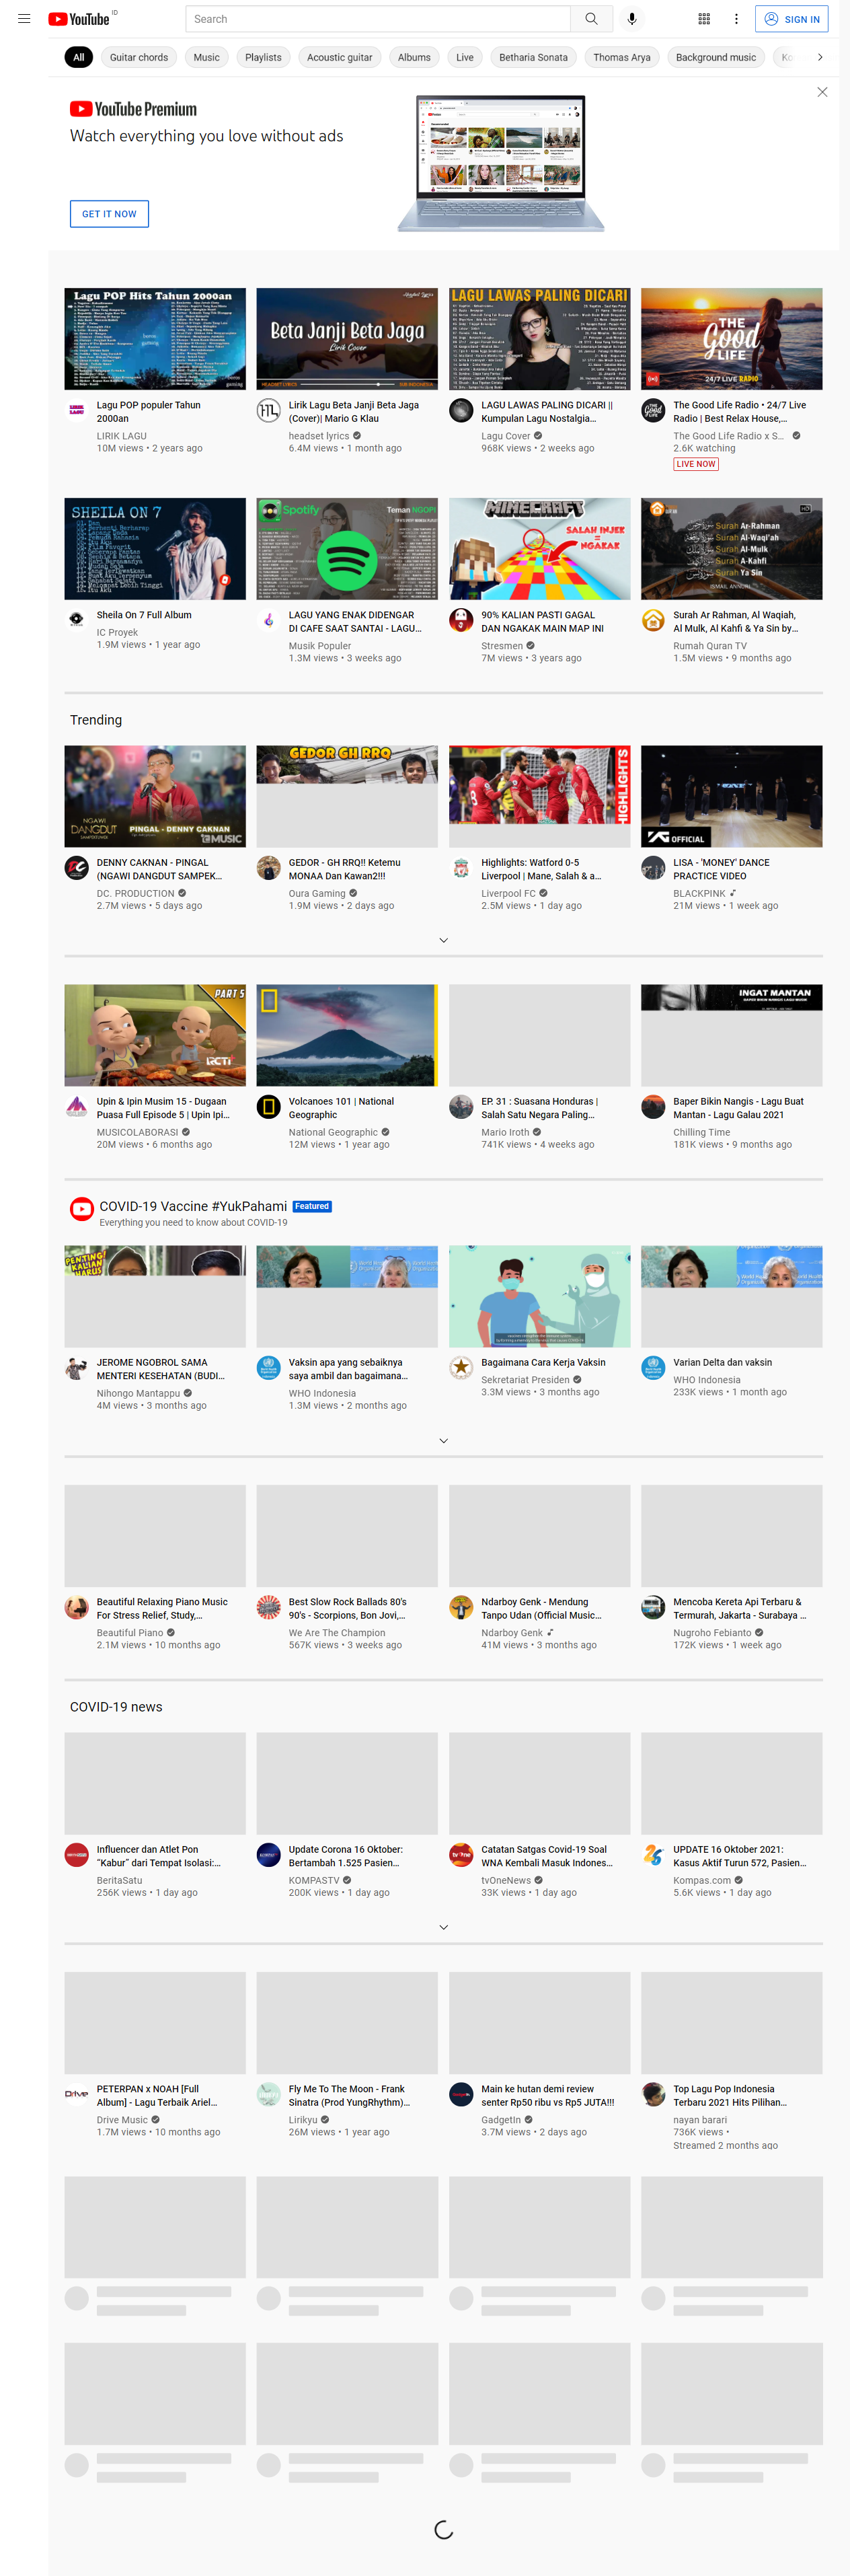 YouTube ID
Search
SIGN IN
All
Guitar chords
Music
Playlists
Acoustic guitar
Albums
Live
Betharia Sonata
Thomas Arya
Background music
YouTube Premium
Watch everything you love without ads
GET IT NOW
Lagu POP Hits Tahun 2000an
Beta Janji Beta Jaga
Lirik Cover
LAGU LAWAS PALING DICARI
THE Good LIFE
24/7 LIVE RADIO
Lagu POP populer Tahun
2000an
LIRIK LAGU
10M views • 2 years ago
Lirik Lagu Beta Janji Beta Jaga
(Cover)| Mario G Klau
headset lyrics
6.4M views • 1 month ago
LAGU LAWAS PALING DICARI ||
Kumpulan Lagu Nostalgia...
Lagu Cover
968K views • 2 weeks ago
The Good Life Radio • 24/7 Live
Radio | Best Relax House,...
The Good Life Radio x S...
2.6K watching
LIVE NOW
SHEILA ON 7
Spotify
Teman NGOPI
MINECRAFT
SALAH INJEK = NGAKAK
Surah Ar-Rahman
Surah Al-Waqi'ah
Surah Al-Mulk
Surah A-Kahfi
Surah Ya Sin
ISMAIL ANNURI
HD
Sheila On 7 Full Album
IC Proyek
1.9M views • 1 year ago
LAGU YANG ENAK DIDENGAR
DI CAFE SAAT SANTAI - LAGU...
Musik Populer
1.3M views • 3 weeks ago
90% KALIAN PASTI GAGAL
DAN NGAKAK MAIN MAP INI
Stresmen
7M views • 3 years ago
Surah Ar Rahman, Al Waqiah,
Al Mulk, Al Kahfi & Ya Sin by...
Rumah Quran TV
1.5M views • 9 months ago
Trending
NGAWI DANGDUT
PINGAL - DENNY CAKNAN
MUSIC
GEDOR GH RRQ
HIGHLIGHTS
YG OFFICIAL
DENNY CAKNAN - PINGAL
(NGAWI DANGDUT SAMPEK...
DC. PRODUCTION
2.7M views • 5 days ago
GEDOR - GH RRQ!! Ketemu
MONAA Dan Kawan2!!!
Oura Gaming
1.9M views • 2 days ago
Highlights: Watford 0-5
Liverpool | Mane, Salah & a...
Liverpool FC
2.5M views • 1 day ago
LISA - 'MONEY' DANCE
PRACTICE VIDEO
BLACKPINK
21M views • 1 week ago
PART 5
RCTI+
INGAT MANTAN
BAPER BIKIN NANGIS LAGU BUCIN
Upin & Ipin Musim 15 - Dugaan
Puasa Full Episode 5 | Upin Ipi...
MUSICOLABORASI
20M views • 6 months ago
Volcanoes 101 | National
Geographic
National Geographic
12M views • 1 year ago
EP. 31 : Suasana Honduras |
Salah Satu Negara Paling...
Mario Iroth
741K views • 4 weeks ago
Baper Bikin Nangis - Lagu Buat
Mantan - Lagu Galau 2021
Chilling Time
181K views • 9 months ago
COVID-19 Vaccine #YukPahami Featured
Everything you need to know about COVID-19
PENTING!
KALIAN
HARUS
JEROME NGOBROL SAMA
MENTERI KESEHATAN (BUDI...
Nihongo Mantappu
4M views • 3 months ago
Vaksin apa yang sebaiknya
saya ambil dan bagaimana...
WHO Indonesia
1.3M views • 2 months ago
Bagaimana Cara Kerja Vaksin
Sekretariat Presiden
3.3M views • 3 months ago
Varian Delta dan vaksin
WHO Indonesia
233K views • 1 month ago
Beautiful Relaxing Piano Music
For Stress Relief, Study,...
Beautiful Piano
2.1M views • 10 months ago
Best Slow Rock Ballads 80's
90's - Scorpions, Bon Jovi,...
We Are The Champion
567K views • 3 weeks ago
Ndarboy Genk - Mendung
Tanpo Udan (Official Music...
Ndarboy Genk
41M views • 3 months ago
Mencoba Kereta Api Terbaru &
Termurah, Jakarta - Surabaya ...
Nugroho Febianto
172K views • 1 week ago
COVID-19 news
Influencer dan Atlet Pon
"Kabur" dari Tempat Isolasi:...
BeritaSatu
256K views • 1 day ago
Update Corona 16 Oktober:
Bertambah 1.525 Pasien...
KOMPASTV
200K views • 1 day ago
Catatan Satgas Covid-19 Soal
WNA Kembali Masuk Indones...
tvOneNews
33K views • 1 day ago
UPDATE 16 Oktober 2021:
Kasus Aktif Turun 572, Pasien...
Kompas.com
5.6K views • 1 day ago
PETERPAN x NOAH [Full
Album] - Lagu Terbaik Ariel...
Drive Music
1.7M views • 10 months ago
Fly Me To The Moon - Frank
Sinatra (Prod YungRhythm)...
Lirikyu
26M views • 1 year ago
Main ke hutan demi review
senter Rp50 ribu vs Rp5 JUTA!!!
GadgetIn
3.7M views • 2 days ago
Top Lagu Pop Indonesia
Terbaru 2021 Hits Pilihan...
nayan barari
736K views •
Streamed 2 months ago